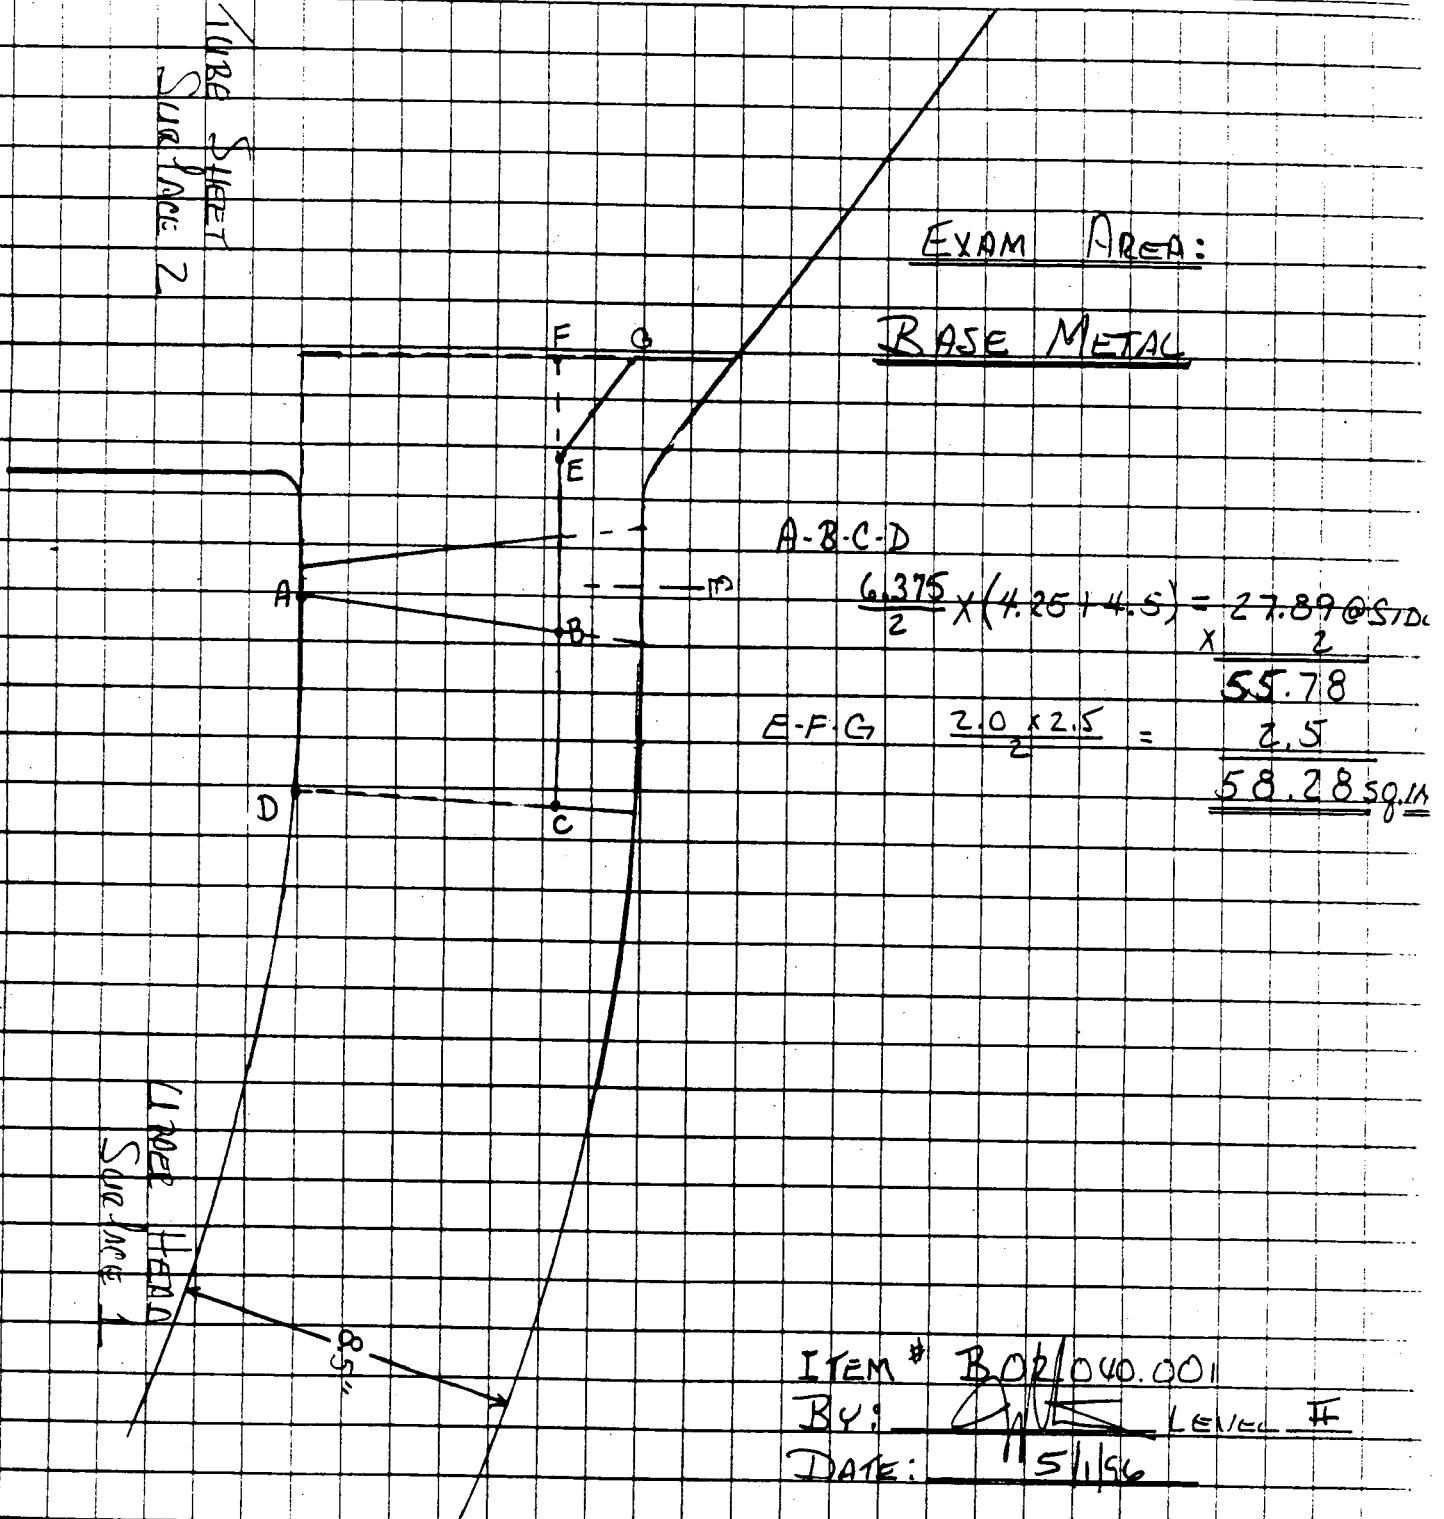 TUBE SHEET
SURFACE 2
EXAM AREA:
BASE METAL
F G
E
A-B-C-D
A
6.375/2 X (4.25+4.5) = 27.89 @ SIDE
B
X 2
55.78
E-F-G 2.0 x 2.5/2 = 2.5
58.28 SQ.IN
D
C
HEAD
SURFACE 1
8.5"
ITEM # B02.040.001
BY: LEVEL II
DATE: 5/1/96